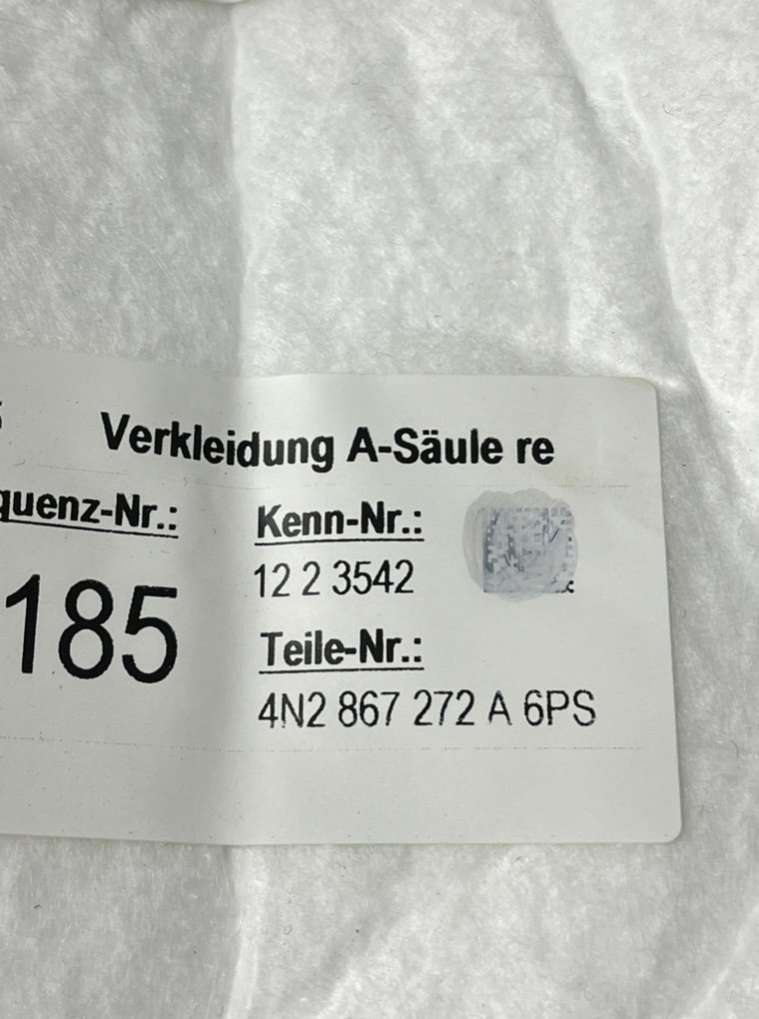 Verkleidung A-Säule re
quenz-Nr.:
185
Kenn-Nr.:
12 2 3542
Teile-Nr.:
4N2 867 272 A 6PS